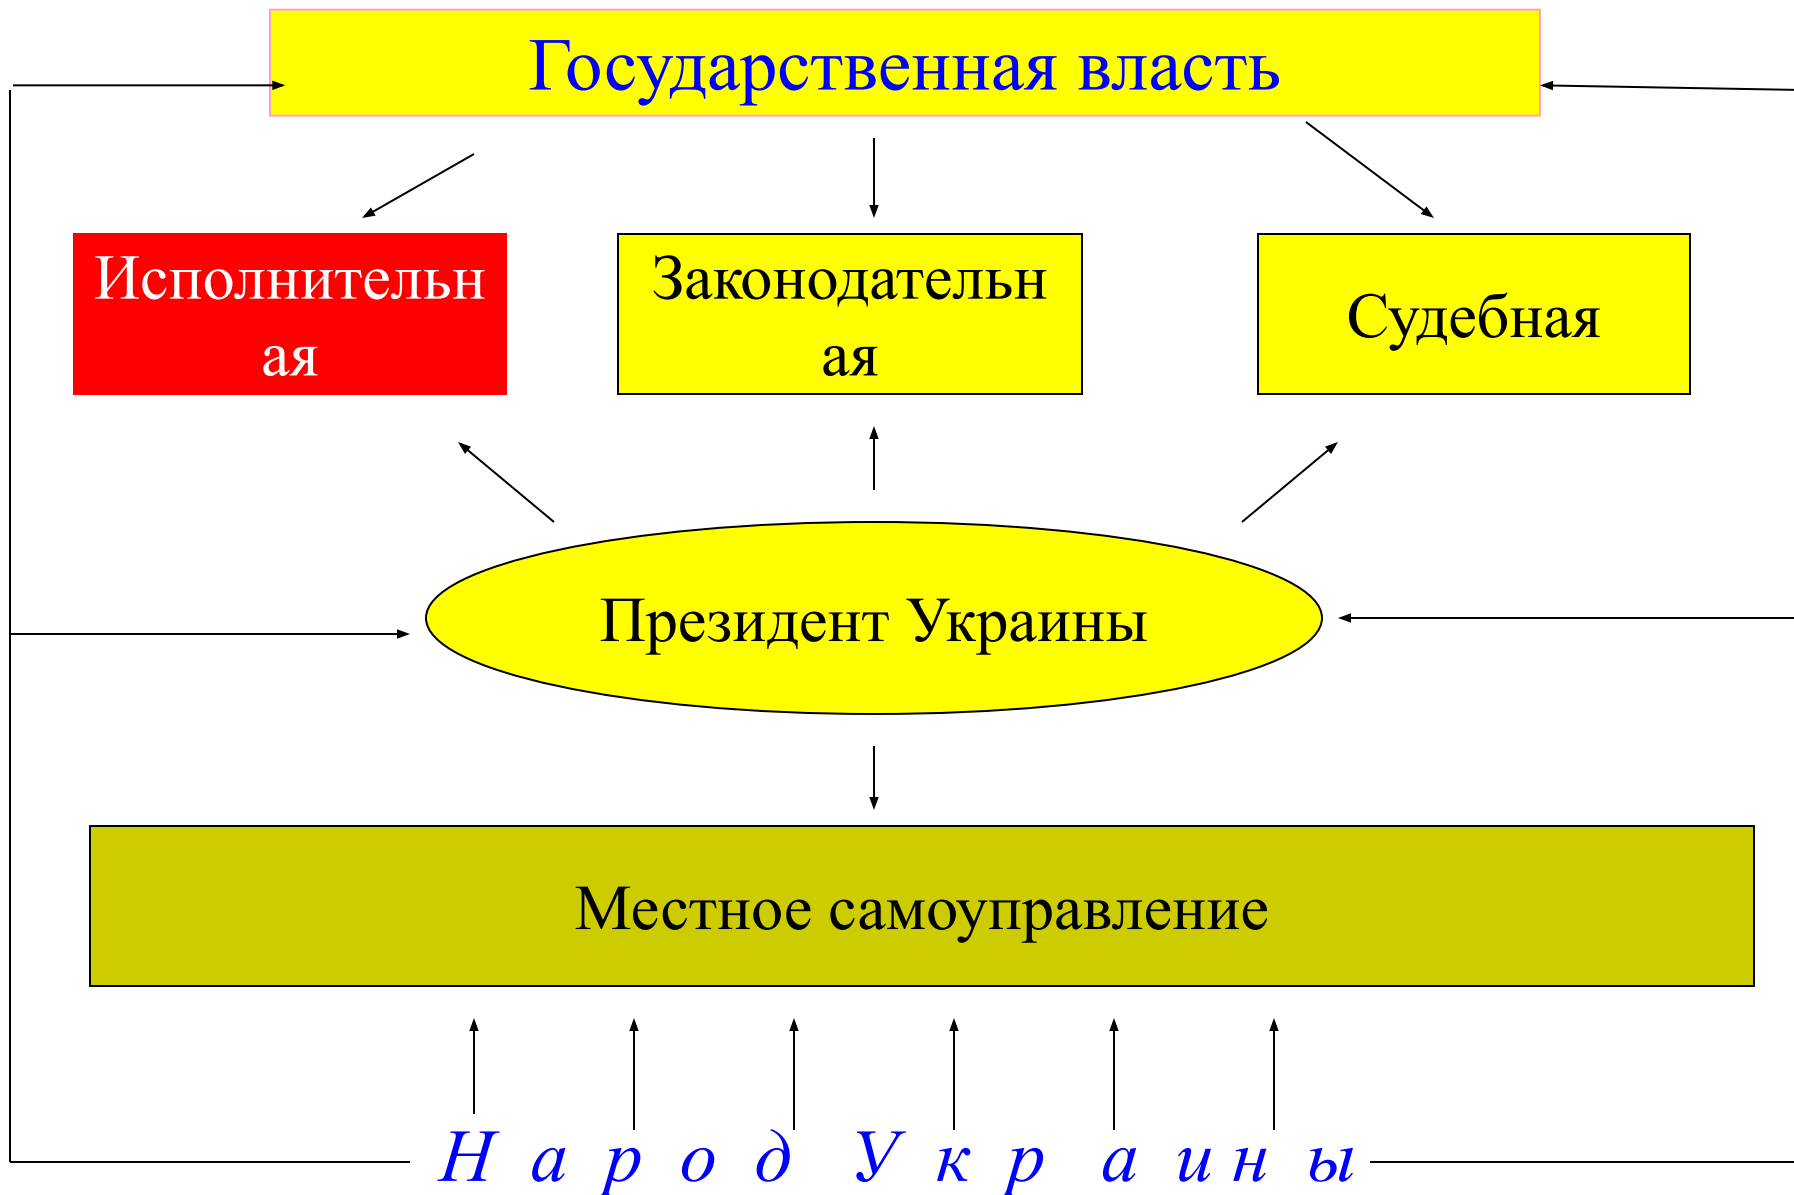 Государственная власть
Исполнительн
ая
Законодательн
ая
Судебная
Президент Украины
Местное самоуправление
Н а р о д У к р а и н ы